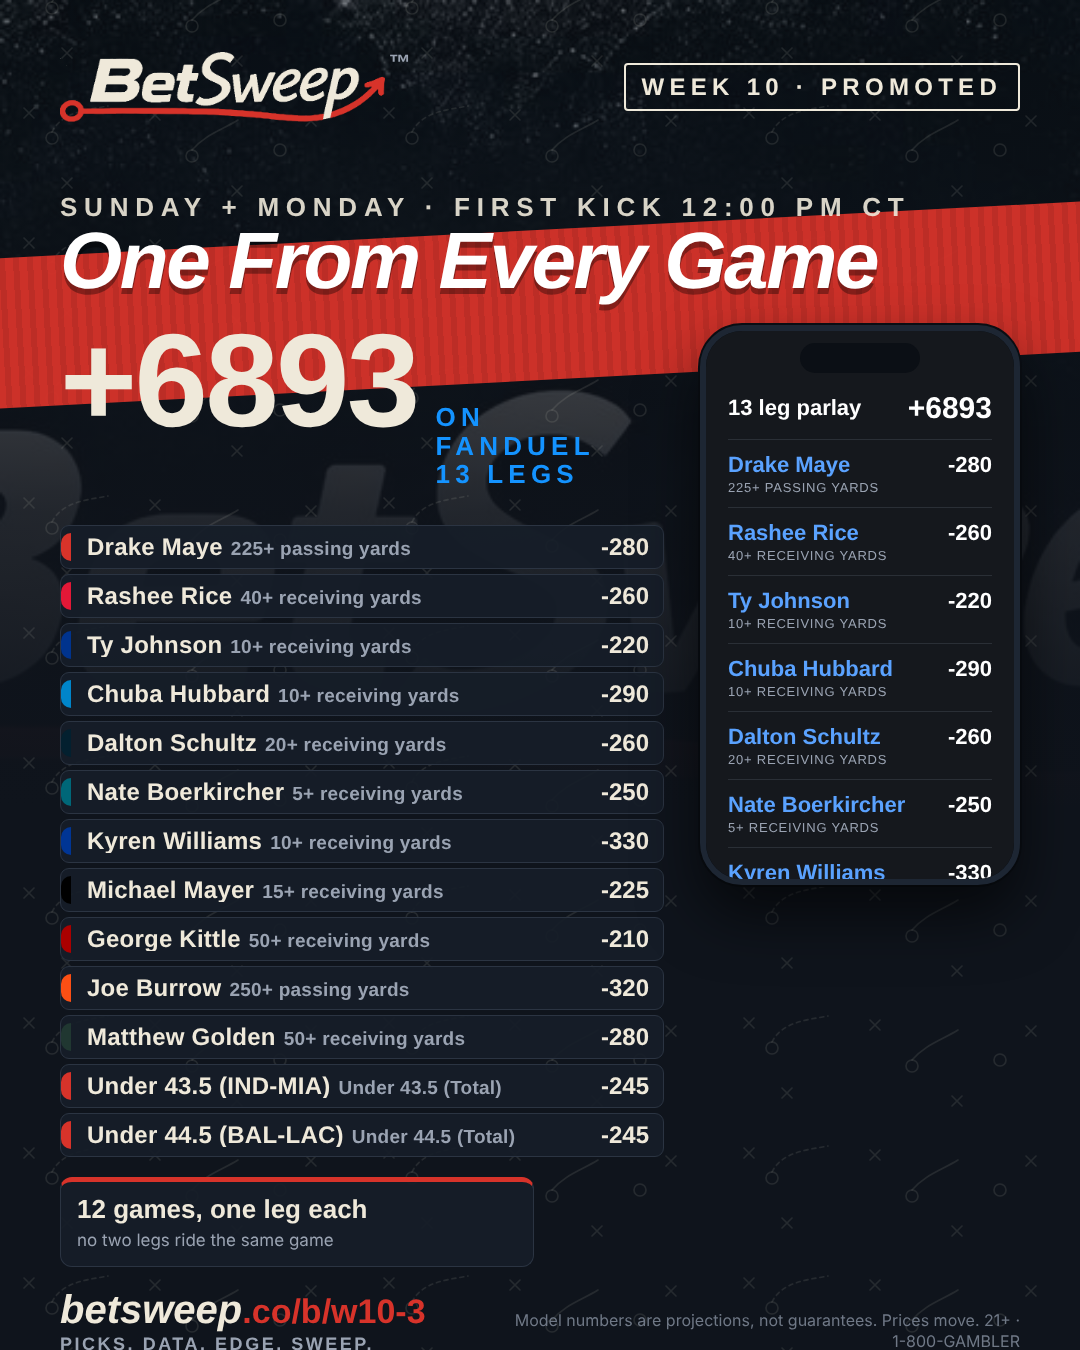 BetSweep™
WEEK 10 · PROMOTED
SUNDAY + MONDAY · FIRST KICK 12:00 PM CT
One From Every Game
+6893
ON
FANDUEL
13 LEGS
Drake Maye 225+ passing yards -280
Rashee Rice 40+ receiving yards -260
Ty Johnson 10+ receiving yards -220
Chuba Hubbard 10+ receiving yards -290
Dalton Schultz 20+ receiving yards -260
Nate Boerkircher 5+ receiving yards -250
Kyren Williams 10+ receiving yards -330
Michael Mayer 15+ receiving yards -225
George Kittle 50+ receiving yards -210
Joe Burrow 250+ passing yards -320
Matthew Golden 50+ receiving yards -280
Under 43.5 (IND-MIA) Under 43.5 (Total) -245
Under 44.5 (BAL-LAC) Under 44.5 (Total) -245
13 leg parlay +6893
Drake Maye -280
225+ PASSING YARDS
Rashee Rice -260
40+ RECEIVING YARDS
Ty Johnson -220
10+ RECEIVING YARDS
Chuba Hubbard -290
10+ RECEIVING YARDS
Dalton Schultz -260
20+ RECEIVING YARDS
Nate Boerkircher -250
5+ RECEIVING YARDS
Kyren Williams -330
12 games, one leg each
no two legs ride the same game
betsweep.co/b/w10-3
PICKS. DATA. EDGE. SWEEP.
Model numbers are projections, not guarantees. Prices move. 21+ ·
1-800-GAMBLER